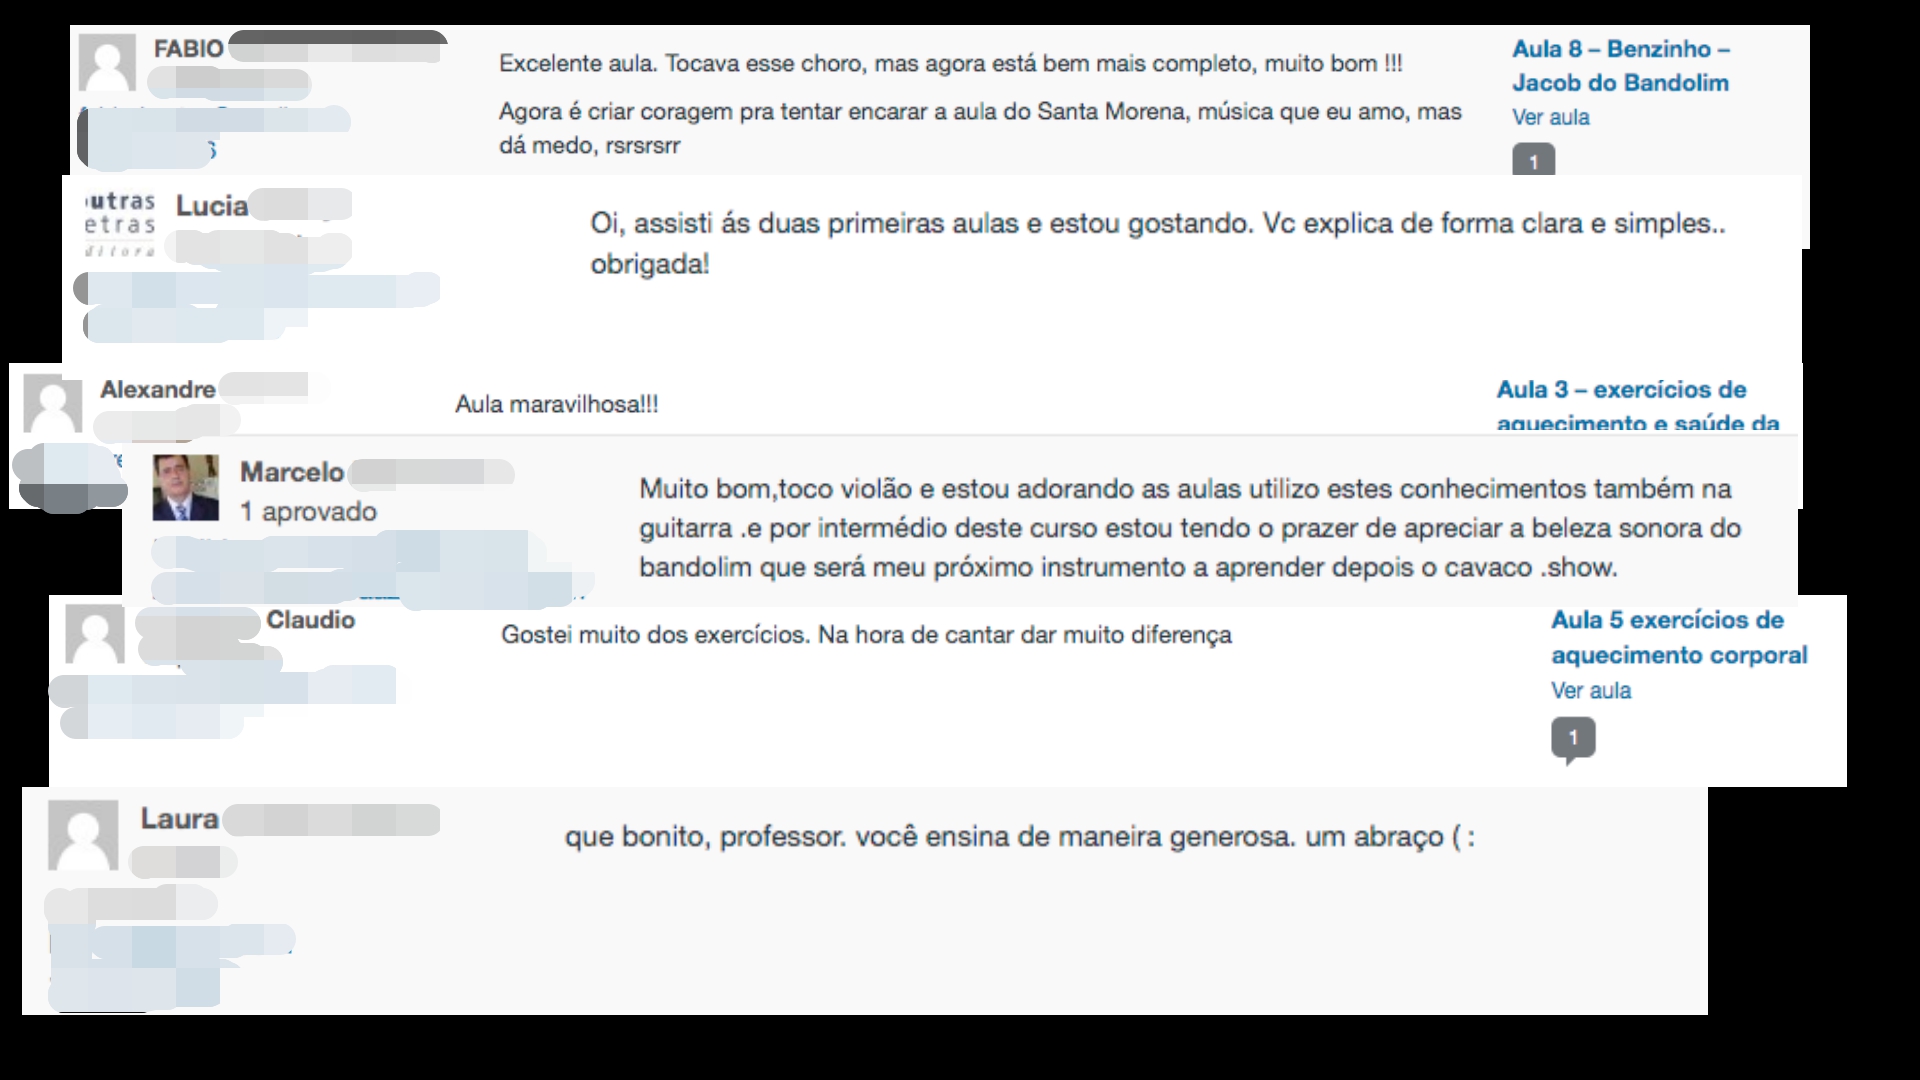 FABIO
Excelente aula. Tocava esse choro, mas agora está bem mais completo, muito bom !!!
Agora é criar coragem pra tentar encarar a aula do Santa Morena, música que eu amo, mas
dá medo, rsrsrsrr
Aula 8 – Benzinho –
Jacob do Bandolim
Ver aula
1
utras
etras
ditora
Lucia
Oi, assisti ás duas primeiras aulas e estou gostando. Vc explica de forma clara e simples..
obrigada!
Alexandre
Aula maravilhosa!!!
Aula 3 – exercícios de
aquecimento e saúde da
Marcelo
1 aprovado
Muito bom,toco violão e estou adorando as aulas utilizo estes conhecimentos também na
guitarra .e por intermédio deste curso estou tendo o prazer de apreciar a beleza sonora do
bandolim que será meu próximo instrumento a aprender depois o cavaco .show.
Claudio
Gostei muito dos exercícios. Na hora de cantar dar muito diferença
Aula 5 exercícios de
aquecimento corporal
Ver aula
1
Laura
que bonito, professor. você ensina de maneira generosa. um abraço ( :